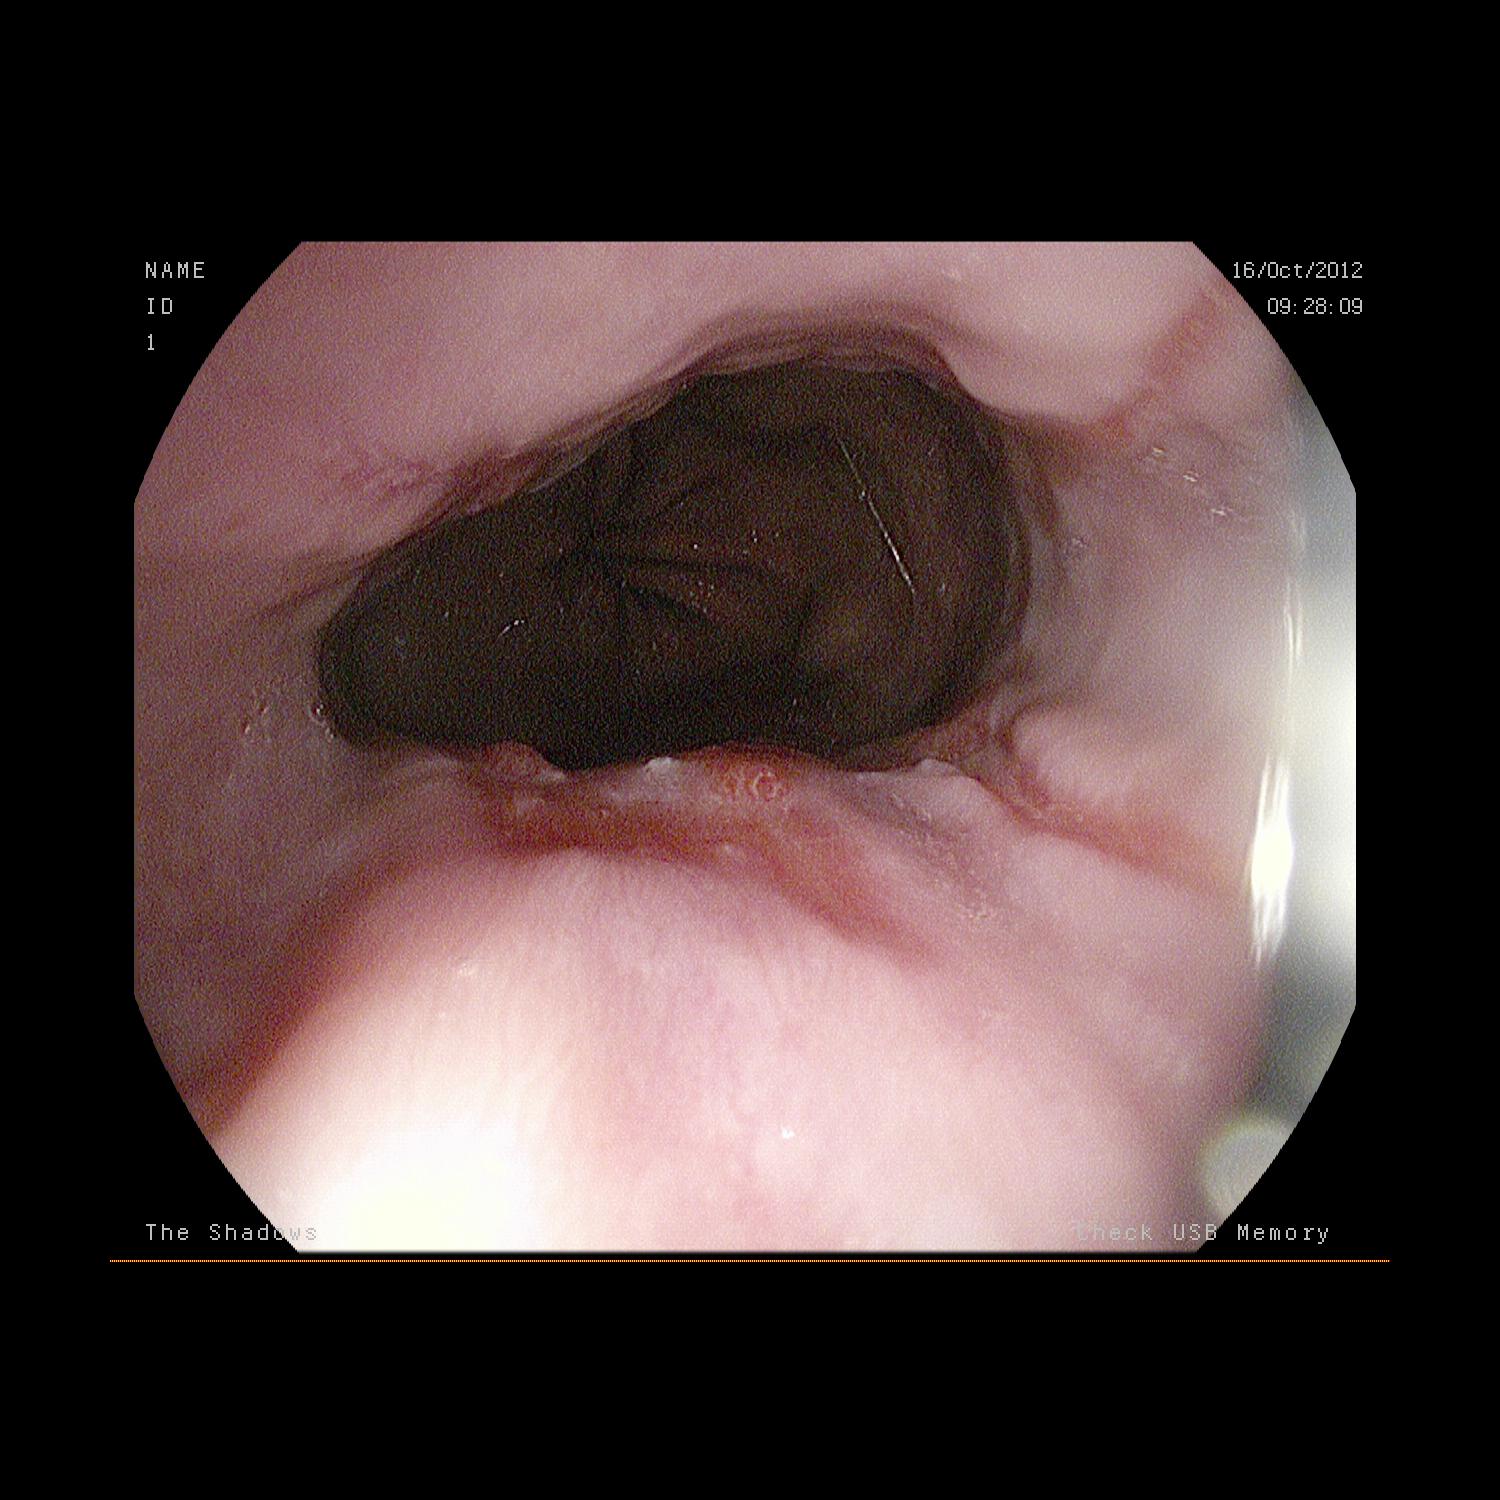 NAME
ID
1
16/Oct/2012
09:28:09
The Shadows
Check USB Memory